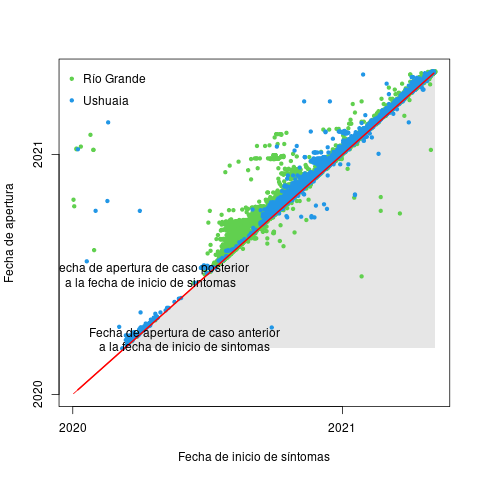 Río Grande
Ushuaia
2021
Fecha de apertura
echa de apertura de caso posterior
a la fecha de inicio de síntomas
Fecha de apertura de caso anterior
a la fecha de inicio de sintomas
2020
2020
2021
Fecha de inicio de síntomas